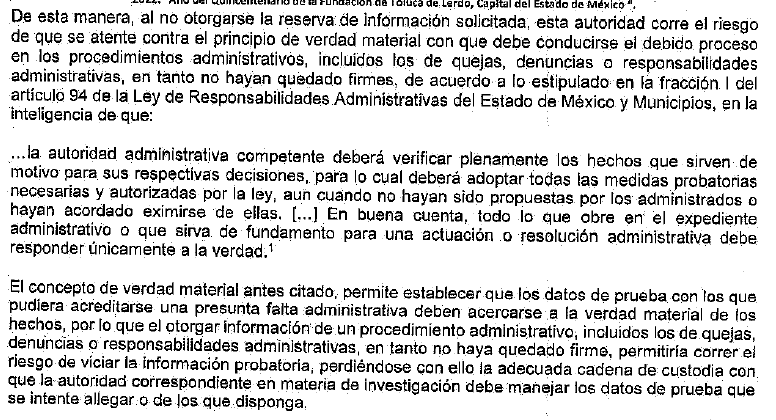 2022. "Año del Quincentenario de la Fundación de Toluca de Lerdo, Capital del Estado de México".
De esta manera, al no otorgarse la reserva de información solicitada, esta autoridad corre el riesgo
de que se atente contra el principio de verdad material con que debe conducirse el debido proceso
en los procedimientos administrativos, incluidos los de quejas, denuncias o responsabilidades
administrativas, en tanto no hayan quedado firmes, de acuerdo a lo estipulado en la fracción I del
artículo 94 de la Ley de Responsabilidades Administrativas del Estado de México y Municipios, en la
inteligencia de que:
...la autoridad administrativa competente deberá verificar plenamente los hechos que sirven de
motivo para sus respectivas decisiones, para lo cual deberá adoptar todas las medidas probatorias
necesarias y autorizadas por la ley, aun cuando no hayan sido propuestas por los administrados o
hayan acordado eximirse de ellas. [...] En buena cuenta, todo lo que obre en el expediente
administrativo o que sirva de fundamento para una actuación o resolución administrativa debe
responder únicamente a la verdad.¹
El concepto de verdad material antes citado, permite establecer que los datos de prueba con los que
pudiera acreditarse una presunta falta administrativa deben acercarse a la verdad material de los
hechos, por lo que el otorgar información de un procedimiento administrativo, incluidos los de quejas,
denuncias o responsabilidades administrativas, en tanto no haya quedado firme, permitiría correr el
riesgo de viciar la información probatoria, perdiéndose con ello la adecuada cadena de custodia con
que la autoridad correspondiente en materia de investigación debe manejar los datos de prueba que
se intente allegar o de los que disponga.